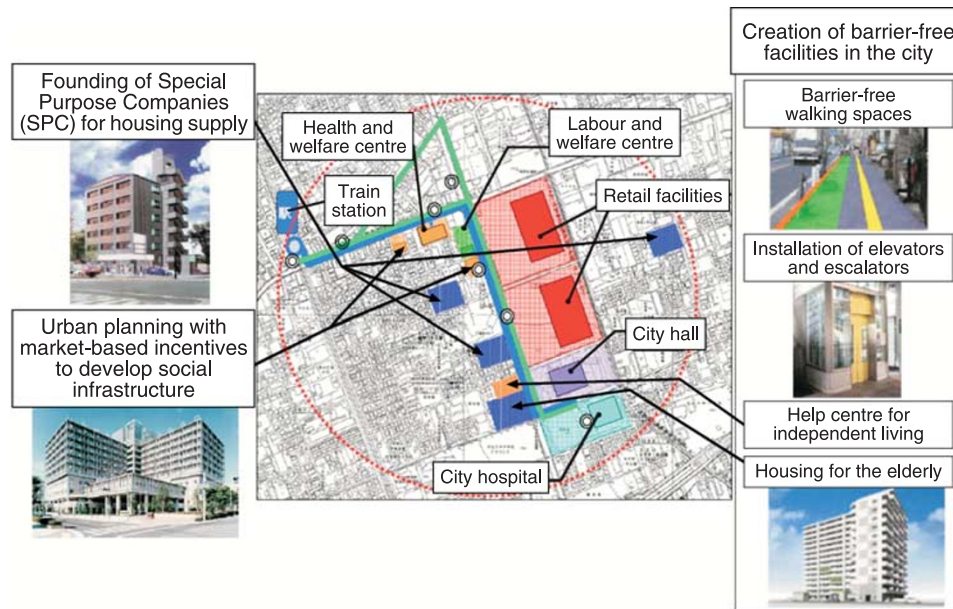 Founding of Special
Purpose Companies
(SPC) for housing supply
Urban planning with
market-based incentives
to develop social
infrastructure
Health and
welfare centre
Labour and
welfare centre
Train
station
Retail facilities
City hall
City hospital
Creation of barrier-free
facilities in the city
Barrier-free
walking spaces
Installation of elevators
and escalators
Help centre for
independent living
Housing for the elderly